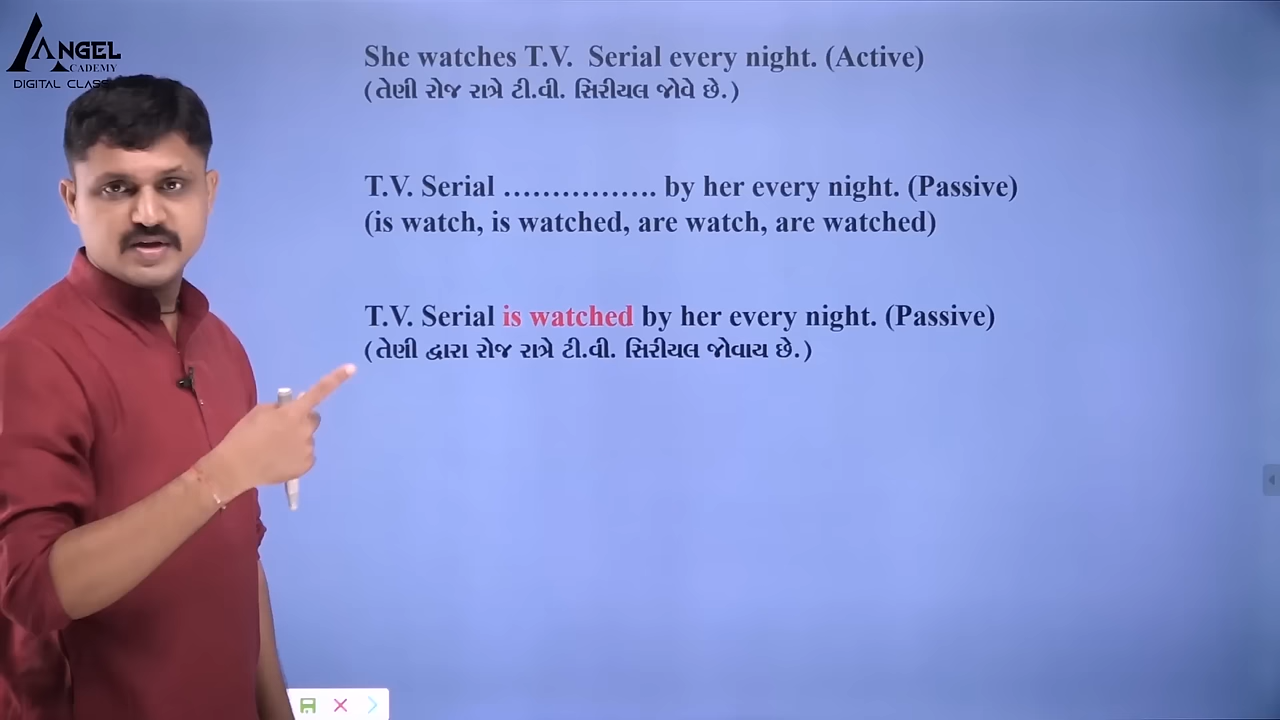 ANGEL
ACADEMY
DIGITAL CLASS
She watches T.V. Serial every night. (Active)
(તેણી રોજ રાત્રે ટી.વી. સિરીયલ જોવે છે.)
T.V. Serial ................ by her every night. (Passive)
(is watch, is watched, are watch, are watched)
T.V. Serial is watched by her every night. (Passive)
(તેણી દ્વારા રોજ રાત્રે ટી.વી. સિરીયલ જોવાય છે.)